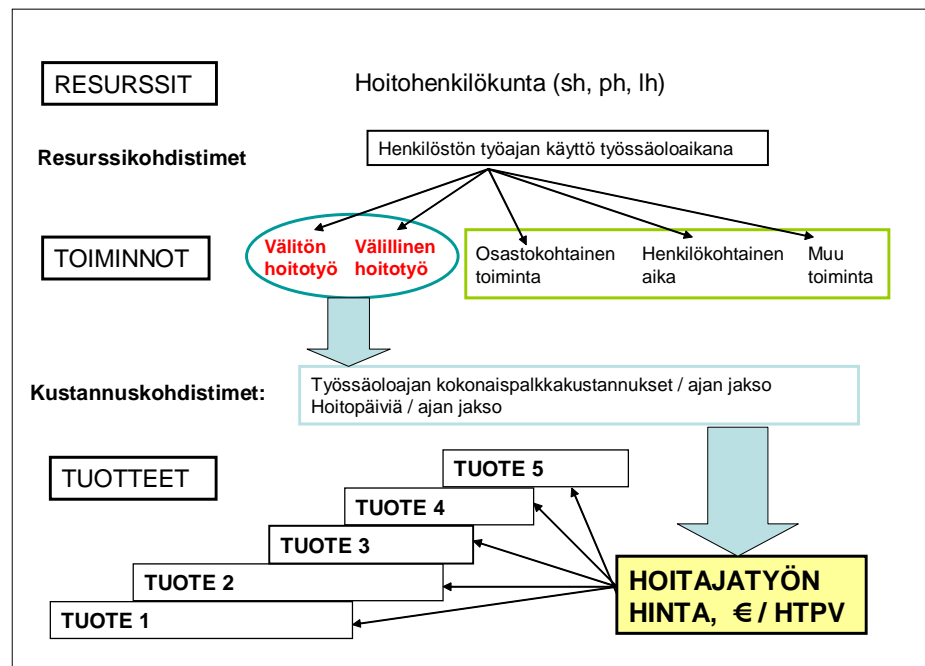 RESURSSIT
Hoitohenkilökunta (sh, ph, lh)
Resurssikohdistimet
Henkilöstön työajan käyttö työssäoloaikana
TOIMINNOT
Välitön
hoitotyö
Välillinen
hoitotyö
Osastokohtainen
toiminta
Henkilökohtainen
aika
Muu
toiminta
Kustannuskohdistimet:
Työssäoloajan kokonaispalkkakustannukset / ajan jakso
Hoitopäiviä / ajan jakso
TUOTTEET
TUOTE 5
TUOTE 4
TUOTE 3
TUOTE 2
TUOTE 1
HOITAJATYÖN
HINTA, € / HTPV